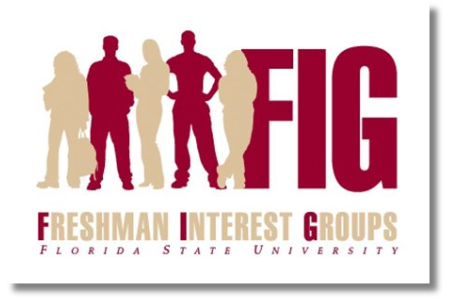 FIG
FRESHMAN INTEREST GROUPS
FLORIDA STATE UNIVERSITY